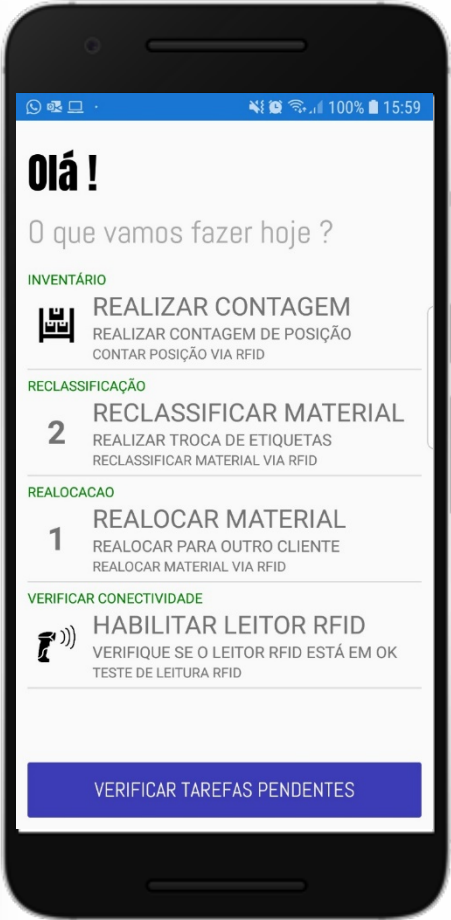 100% 15:59
Olá !
O que vamos fazer hoje ?
INVENTÁRIO
REALIZAR CONTAGEM
REALIZAR CONTAGEM DE POSIÇÃO
CONTAR POSIÇÃO VIA RFID
RECLASSIFICAÇÃO
2 RECLASSIFICAR MATERIAL
REALIZAR TROCA DE ETIQUETAS
RECLASSIFICAR MATERIAL VIA RFID
REALOCACAO
1 REALOCAR MATERIAL
REALOCAR PARA OUTRO CLIENTE
REALOCAR MATERIAL VIA RFID
VERIFICAR CONECTIVIDADE
HABILITAR LEITOR RFID
VERIFIQUE SE O LEITOR RFID ESTÁ EM OK
TESTE DE LEITURA RFID
VERIFICAR TAREFAS PENDENTES